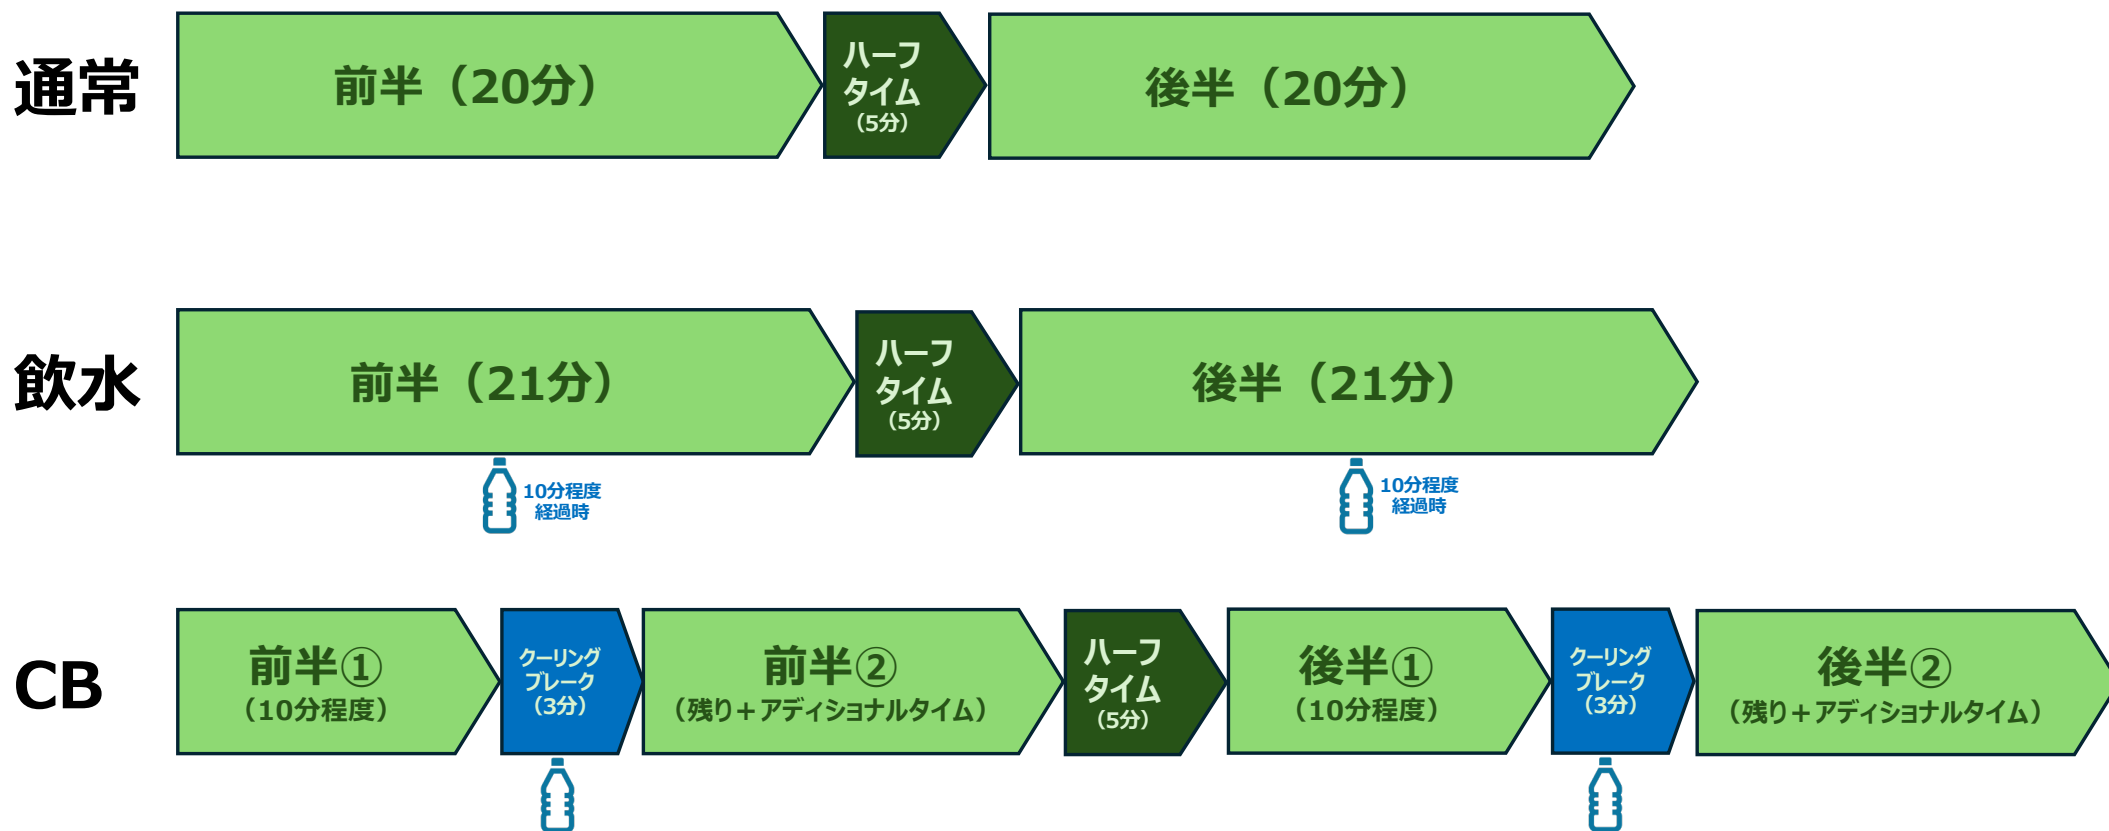 通常
前半（20分）
ハーフ
タイム
（5分）
後半（20分）
飲水
前半（21分）
ハーフ
タイム
（5分）
後半（21分）
10分程度
経過時
10分程度
経過時
CB
前半①
（10分程度）
クーリング
ブレーク
（3分）
前半②
（残り＋アディショナルタイム）
ハーフ
タイム
（5分）
後半①
（10分程度）
クーリング
ブレーク
（3分）
後半②
（残り＋アディショナルタイム）